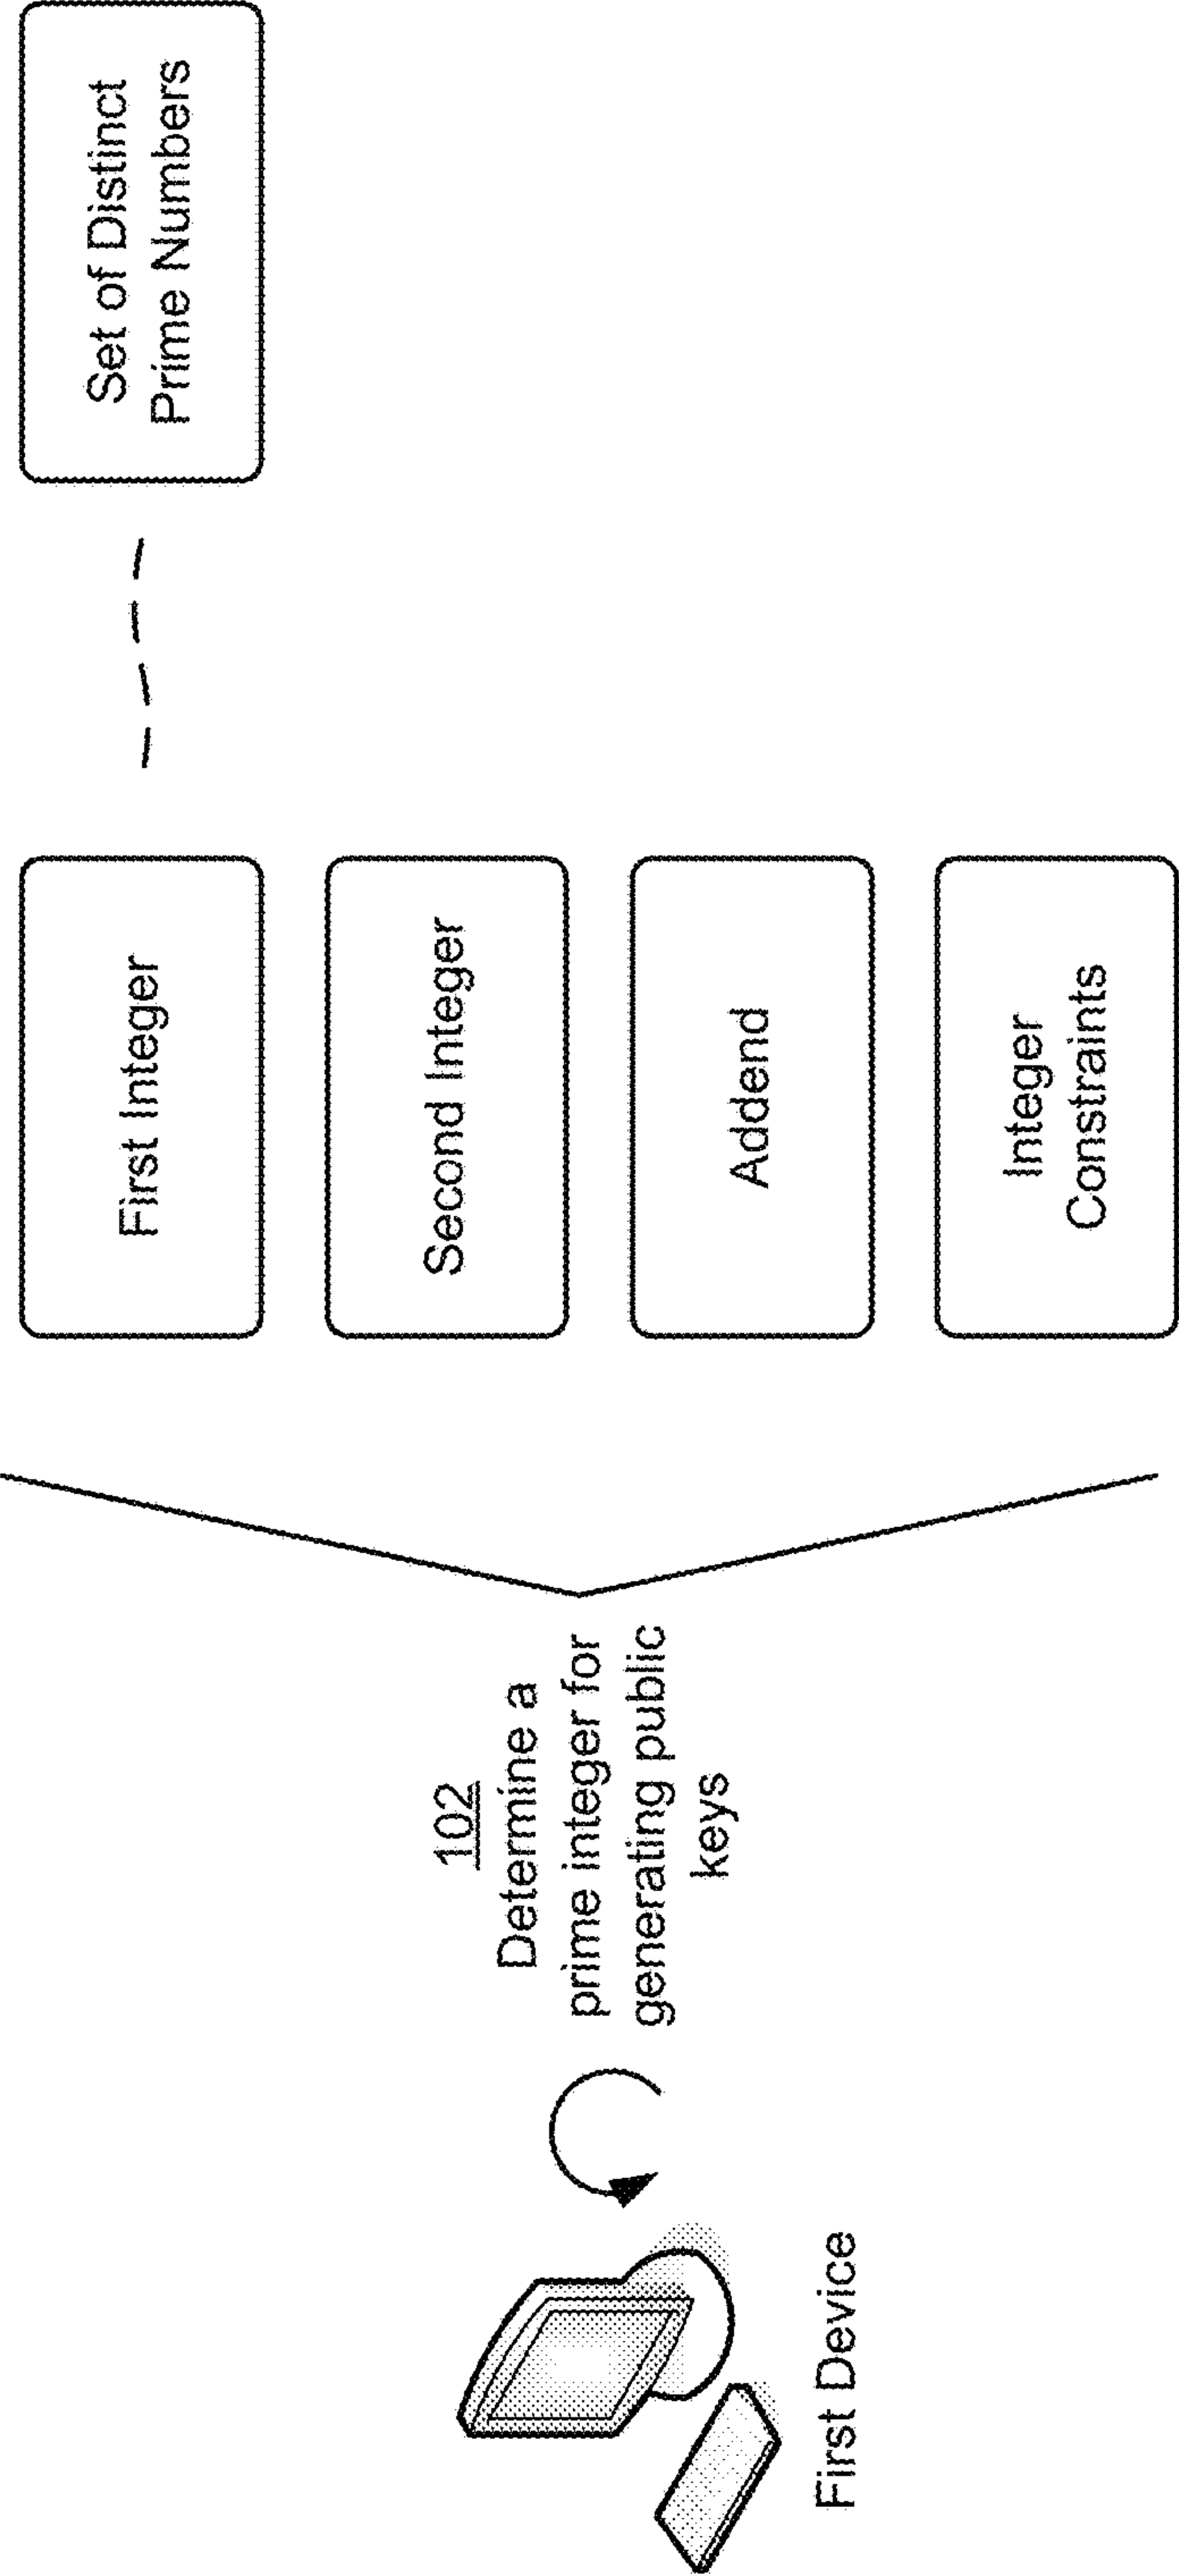 First Device
102
Determine a
prime integer for
generating public
keys
First Integer
Second Integer
Addend
Integer
Constraints
Set of Distinct
Prime Numbers